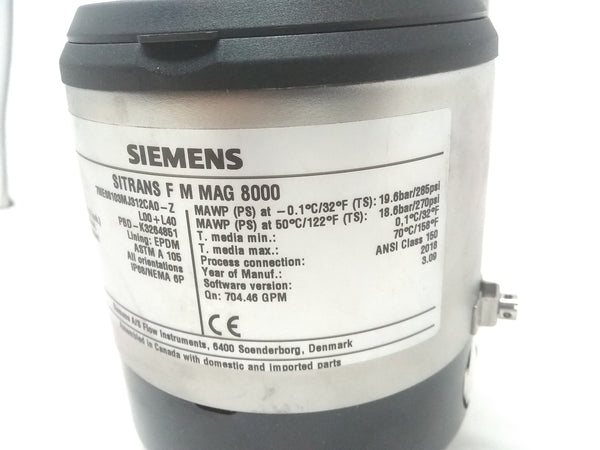 SIEMENS
SITRANS F M MAG 8000
L00 + L40
PBD-K3264851
Lining: EPDM
ASTM A 105
All orientations
IP68/NEMA 6P
MAWP (PS) at -0.1°C/32°F (TS): 19.6bar/285psi
MAWP (PS) at 50°C/122°F (TS): 18.6bar/270psi
T. media min.: 0,1°C/32°F
T. media max.: 70°C/158°F
Process connection: ANSI Class 150
Year of Manuf.: 2018
Software version: 3.09
Qn: 704.46 GPM
CE
Siemens A/S Flow Instruments, 6400 Soenderborg, Denmark
Assembled in Canada with domestic and imported parts